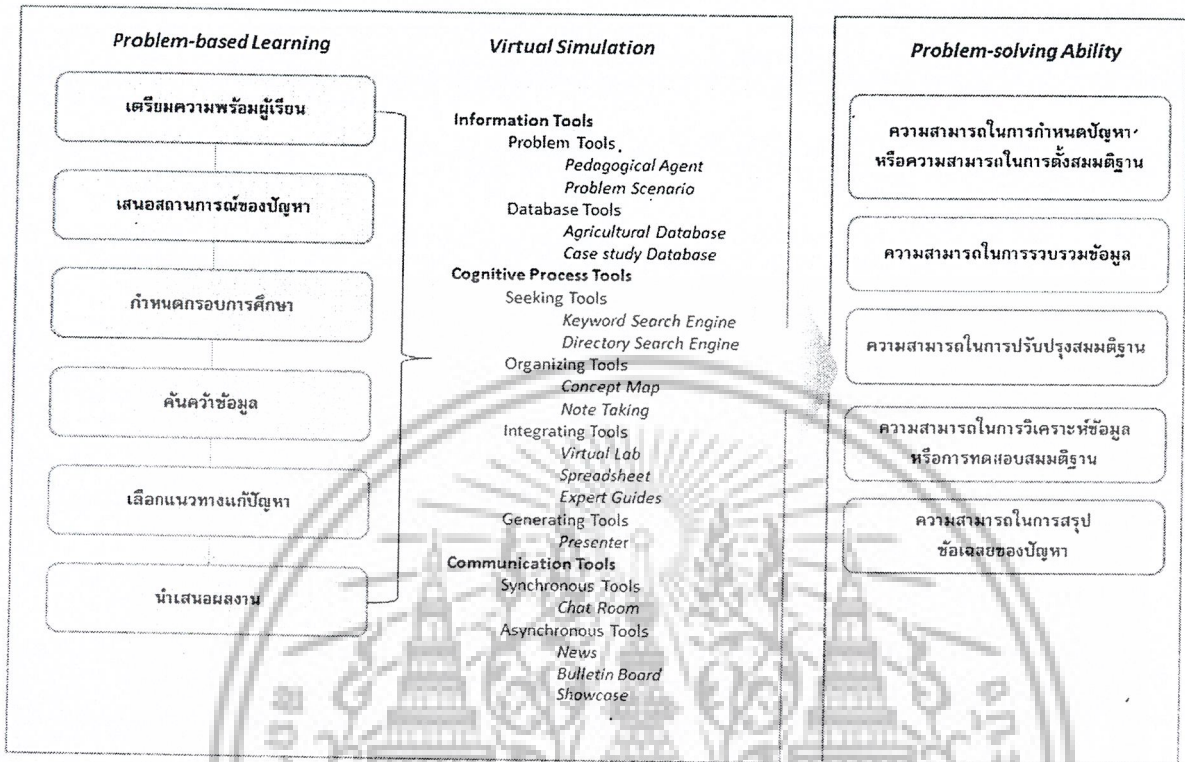 Problem-based Learning
เตรียมความพร้อมผู้เรียน
เสนอสถานการณ์ของปัญหา
กำหนดกรอบการศึกษา
ค้นคว้าข้อมูล
เลือกแนวทางแก้ปัญหา
นำเสนอผลงาน
Virtual Simulation
Information Tools
Problem Tools
Pedagogical Agent
Problem Scenario
Database Tools
Agricultural Database
Case study Database
Cognitive Process Tools
Seeking Tools
Keyword Search Engine
Directory Search Engine
Organizing Tools
Concept Map
Note Taking
Integrating Tools
Virtual Lab
Spreadsheet
Expert Guides
Generating Tools
Presenter
Communication Tools
Synchronous Tools
Chat Room
Asynchronous Tools
News
Bulletin Board
Showcase
Problem-solving Ability
ความสามารถในการกำหนดปัญหา
หรือความสามารถในการตั้งสมมติฐาน
ความสามารถในการรวบรวมข้อมูล
ความสามารถในการปรับปรุงสมมติฐาน
ความสามารถในการวิเคราะห์ข้อมูล
หรือการทดสอบสมมติฐาน
ความสามารถในการสรุป
ข้อเฉลยของปัญหา